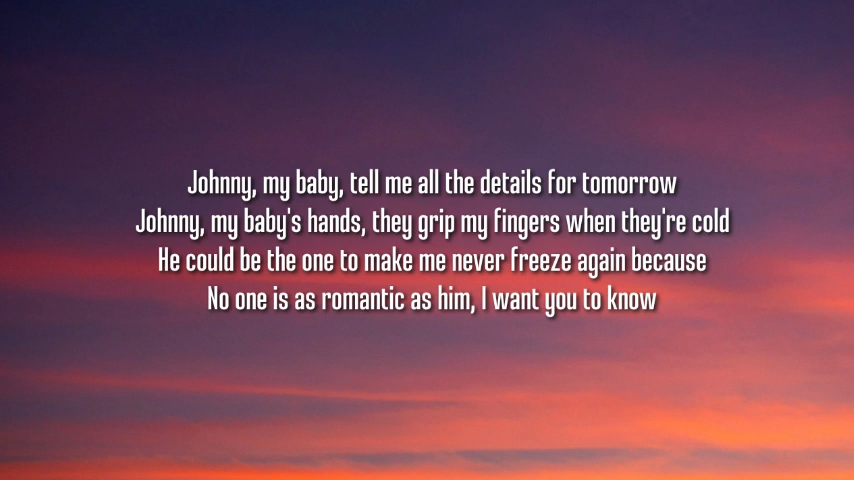 Johnny, my baby, tell me all the details for tomorrow
Johnny, my baby's hands, they grip my fingers when they're cold
He could be the one to make me never freeze again because
No one is as romantic as him, I want you to know